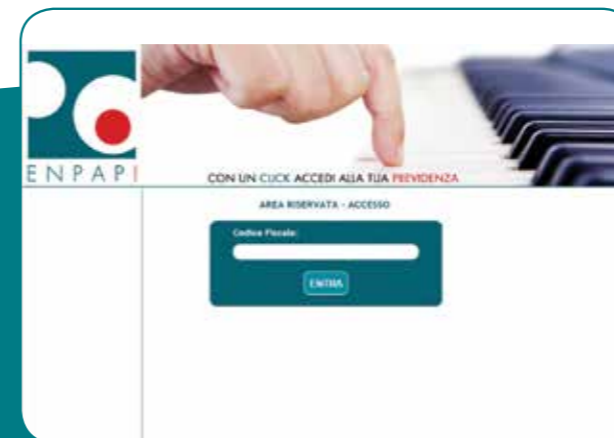 ENPAPI
CON UN CLICK ACCEDI ALLA TUA PREVIDENZA
AREA RISERVATA - ACCESSO
Codice Fiscale:
ENTRA